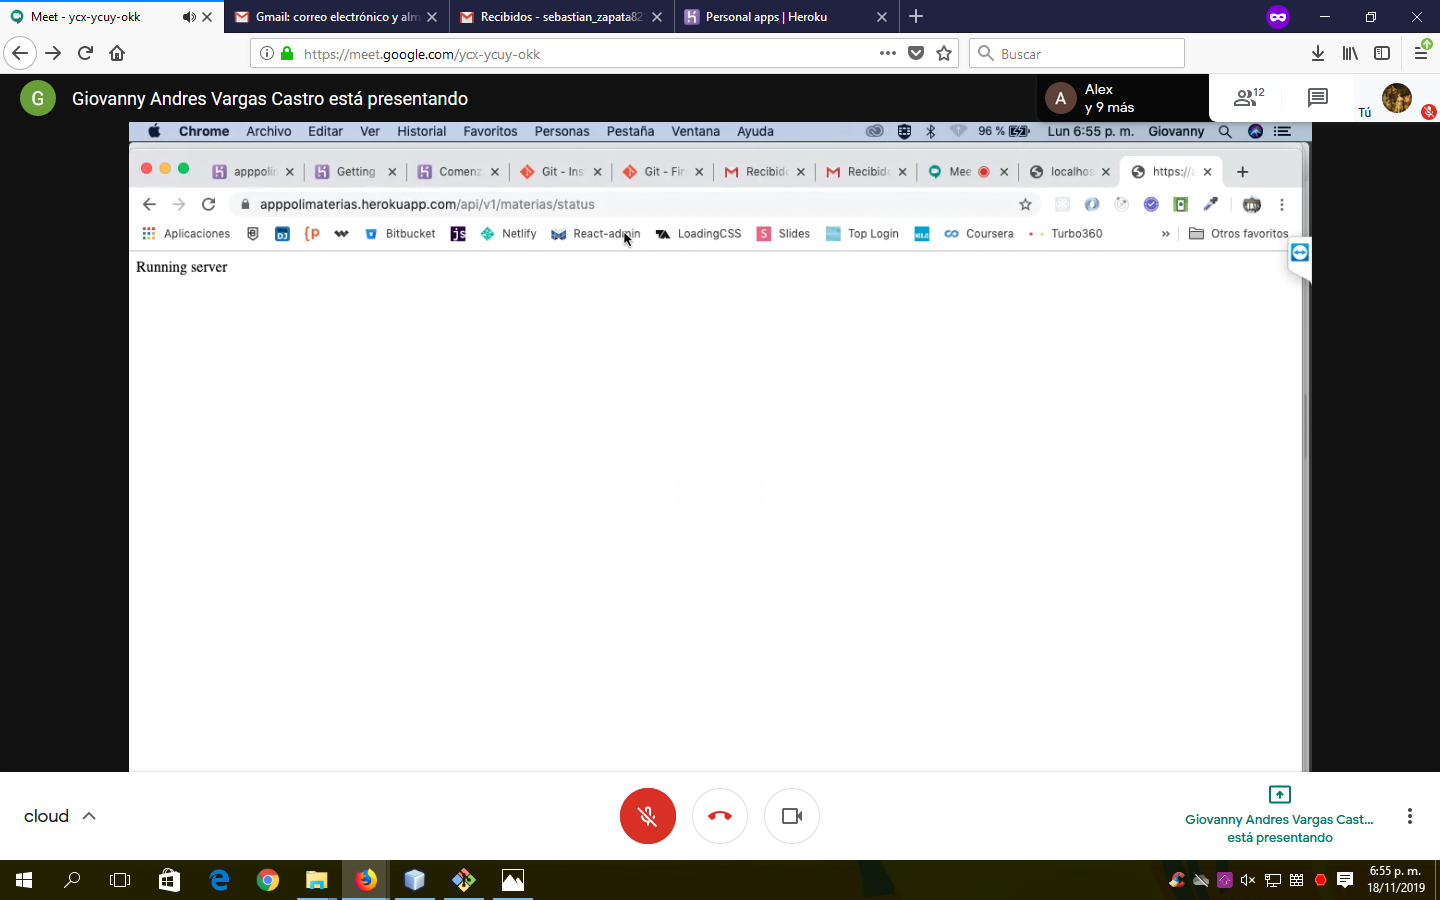 Meet - ycx-ycuy-okk
Gmail: correo electrónico y alm
Recibidos - sebastian_zapata82
Personal apps | Heroku
https://meet.google.com/ycx-ycuy-okk
Buscar
G
Giovanny Andres Vargas Castro está presentando
A
Alex
y 9 más
12
Tú
Chrome Archivo Editar Ver Historial Favoritos Personas Pestaña Ventana Ayuda
96 %
Lun 6:55 p. m. Giovanny
apppoli
Getting
Comenz
Git - Ins
Git - Fir
Recibido
Recibido
Mee
localhos
https://a
apppolimaterias.herokuapp.com/api/v1/materias/status
Aplicaciones
Bitbucket
js
Netlify
React-admin
LoadingCSS
S
Slides
Top Login
Coursera
Turbo360
»
Otros favoritos
Running server
cloud
Giovanny Andres Vargas Cast...
está presentando
6:55 p. m.
18/11/2019